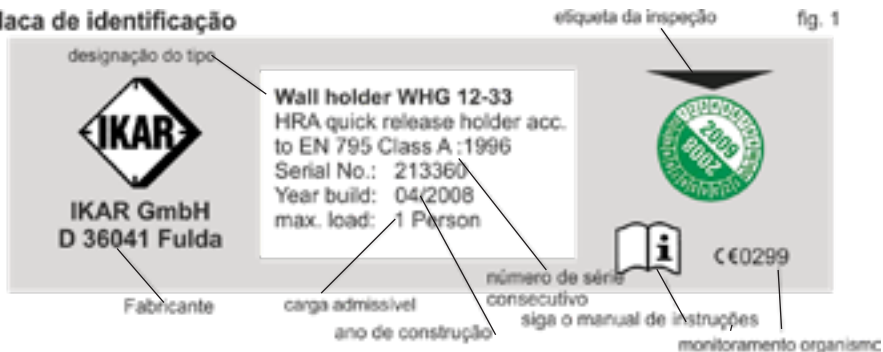 laca de identificação
etiqueta da inspeção
fig. 1
designação do tipo
IKAR
IKAR GmbH
D 36041 Fulda
Wall holder WHG 12-33
HRA quick release holder acc.
to EN 795 Class A :1996
Serial No.: 213360
Year build: 04/2008
max. load: 1 Person
2009
2008
i
C€0299
Fabricante
carga admissível
ano de construção
número de série
consecutivo
siga o manual de instruções
monitoramento organismo